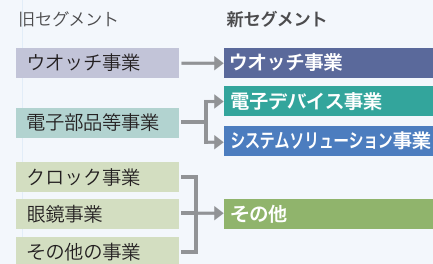 旧セグメント
新セグメント
ウオッチ事業
ウオッチ事業
電子部品等事業
電子デバイス事業
システムソリューション事業
クロック事業
眼鏡事業
その他の事業
その他